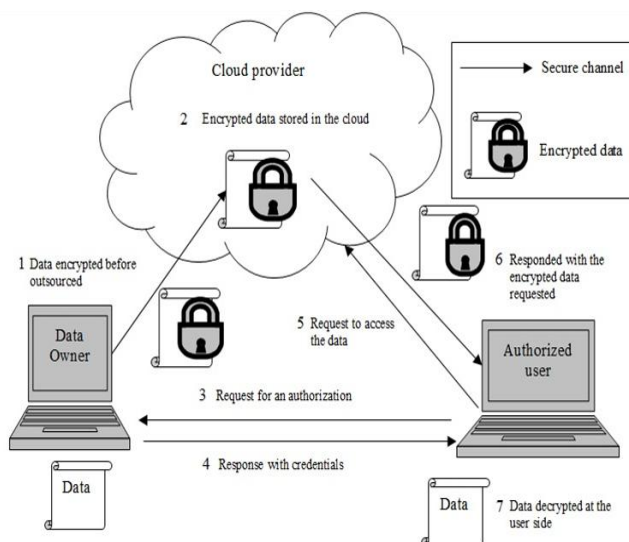 Cloud provider
2 Encrypted data stored in the cloud
Secure channel
Encrypted data
1 Data encrypted before
outsourced
6 Responded with the
encrypted data
requested
5 Request to access
the data
Data
Owner
Authorized
user
3 Request for an authorization
4 Response with credentials
Data
Data
7 Data decrypted at the
user side